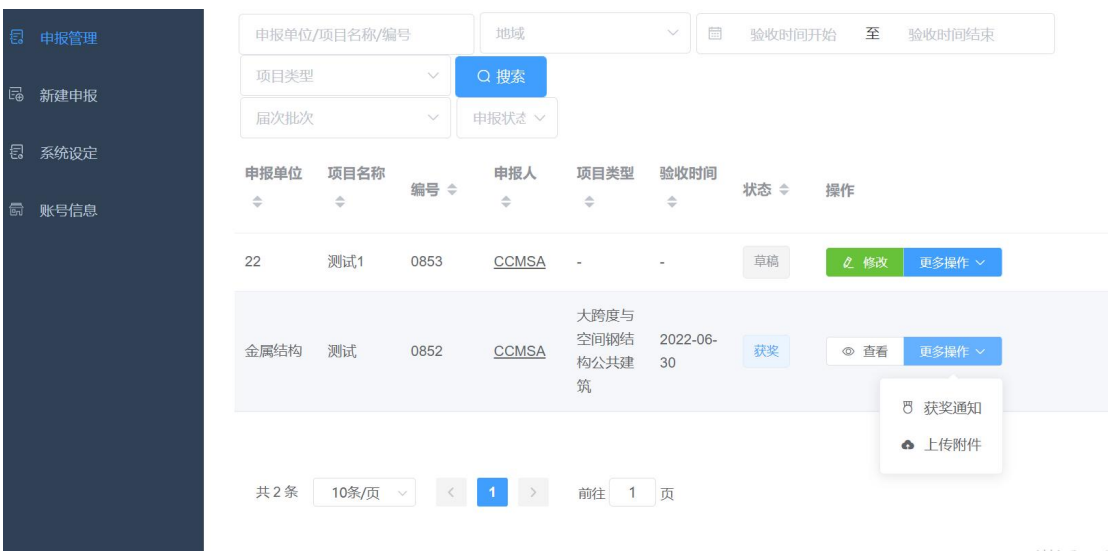 申报管理
新建申报
系统设定
账号信息
申报单位/项目名称/编号
地域
验收时间开始 至 验收时间结束
项目类型
搜索
届次批次
申报状态
申报单位 项目名称 编号 申报人 项目类型 验收时间 状态 操作
22 测试1 0853 CCMSA - - 草稿 修改 更多操作
金属结构 测试 0852 CCMSA 大跨度与
空间钢结
构公共建
筑
2022-06-
30
获奖 查看 更多操作
获奖通知
上传附件
共 2 条 10条/页 1 前往 1 页